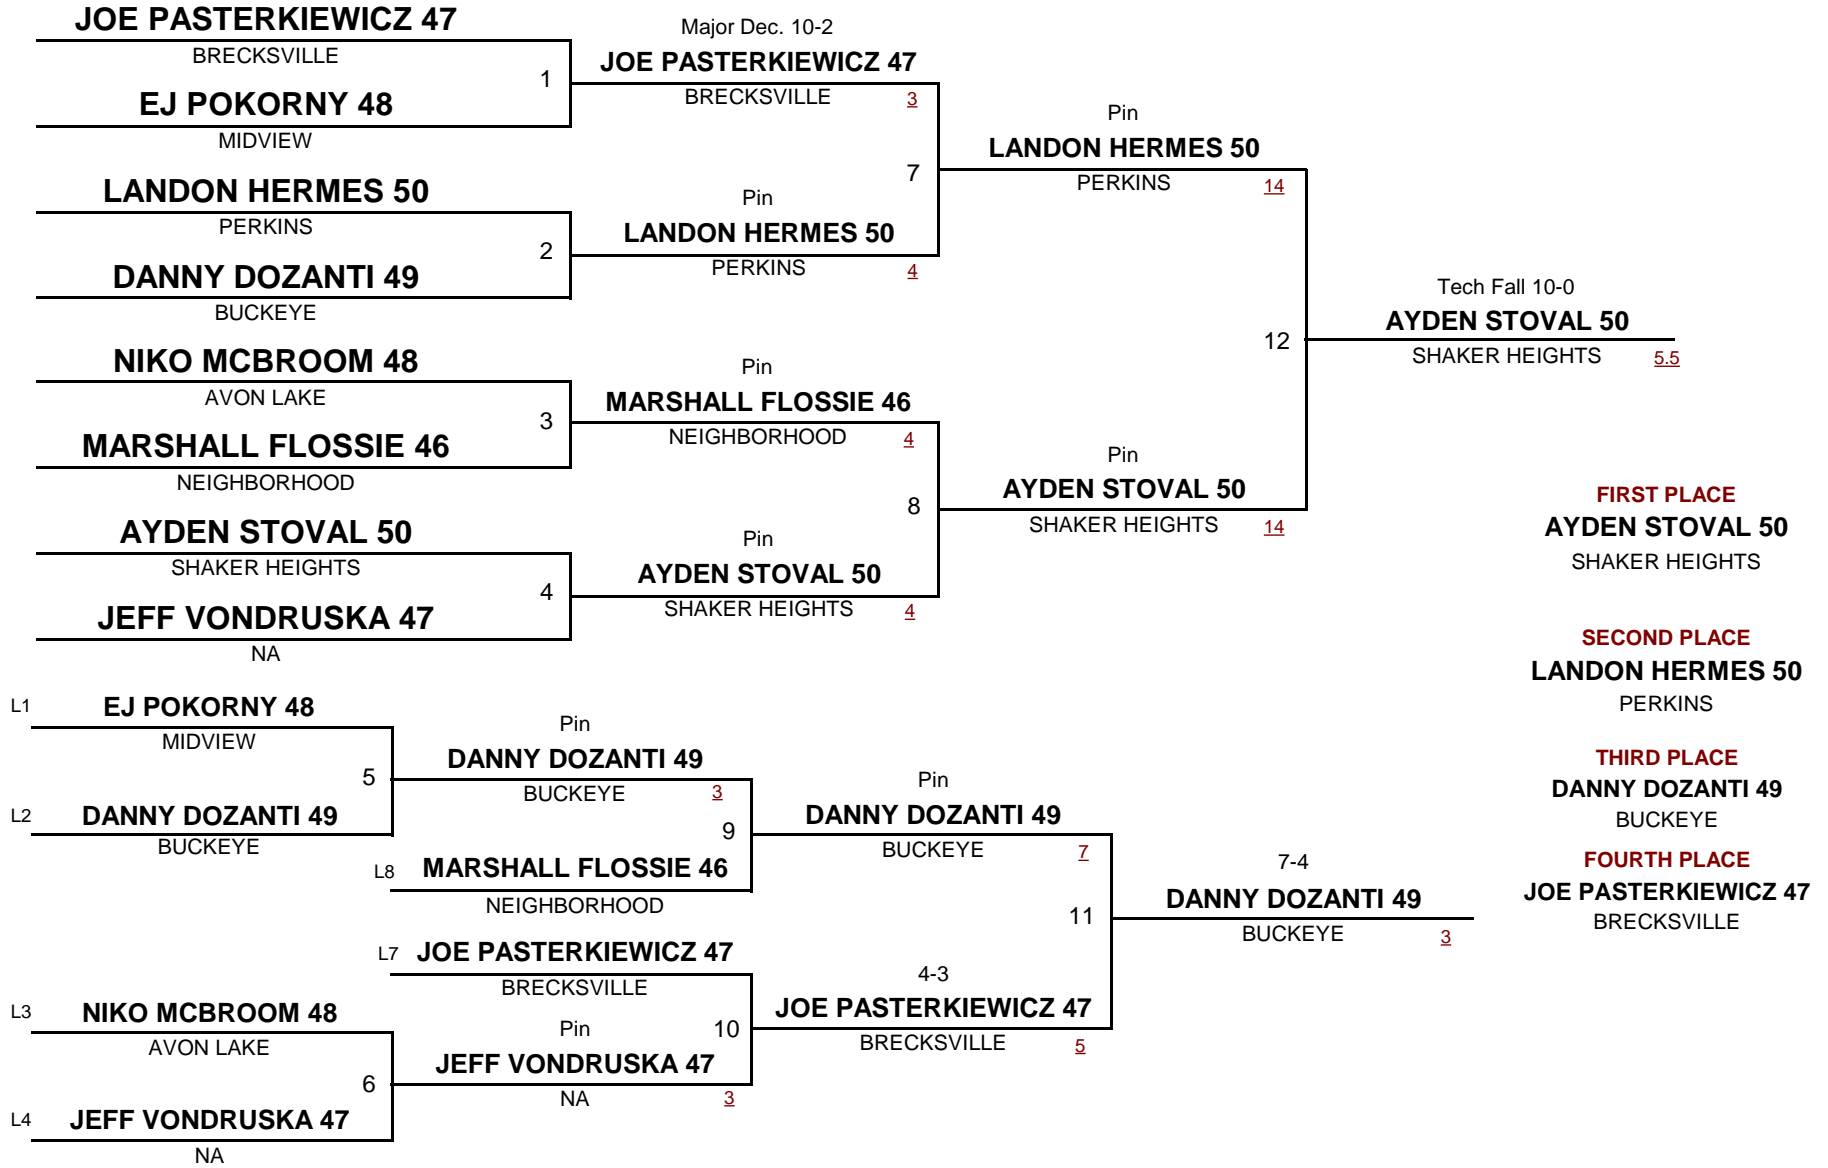 JOE PASTERKIEWICZ 47
BRECKSVILLE
1
EJ POKORNY 48
MIDVIEW
LANDON HERMES 50
PERKINS
2
DANNY DOZANTI 49
BUCKEYE
NIKO MCBROOM 48
AVON LAKE
3
MARSHALL FLOSSIE 46
NEIGHBORHOOD
AYDEN STOVAL 50
SHAKER HEIGHTS
4
JEFF VONDRUSKA 47
NA
Major Dec. 10-2
JOE PASTERKIEWICZ 47
BRECKSVILLE 3
7
Pin
LANDON HERMES 50
PERKINS 4
Pin
MARSHALL FLOSSIE 46
NEIGHBORHOOD 4
8
Pin
AYDEN STOVAL 50
SHAKER HEIGHTS 4
Pin
LANDON HERMES 50
PERKINS 14
12
Pin
AYDEN STOVAL 50
SHAKER HEIGHTS 14
Tech Fall 10-0
AYDEN STOVAL 50
SHAKER HEIGHTS 5.5
FIRST PLACE
AYDEN STOVAL 50
SHAKER HEIGHTS
SECOND PLACE
LANDON HERMES 50
PERKINS
THIRD PLACE
DANNY DOZANTI 49
BUCKEYE
FOURTH PLACE
JOE PASTERKIEWICZ 47
BRECKSVILLE
L1 EJ POKORNY 48
MIDVIEW
5
L2 DANNY DOZANTI 49
BUCKEYE
L3 NIKO MCBROOM 48
AVON LAKE
6
L4 JEFF VONDRUSKA 47
NA
Pin
DANNY DOZANTI 49
BUCKEYE 3
9
L8 MARSHALL FLOSSIE 46
NEIGHBORHOOD
L7 JOE PASTERKIEWICZ 47
BRECKSVILLE
Pin 10
JEFF VONDRUSKA 47
NA 3
Pin
DANNY DOZANTI 49
BUCKEYE 7
11
4-3
JOE PASTERKIEWICZ 47
BRECKSVILLE 5
7-4
DANNY DOZANTI 49
BUCKEYE 3